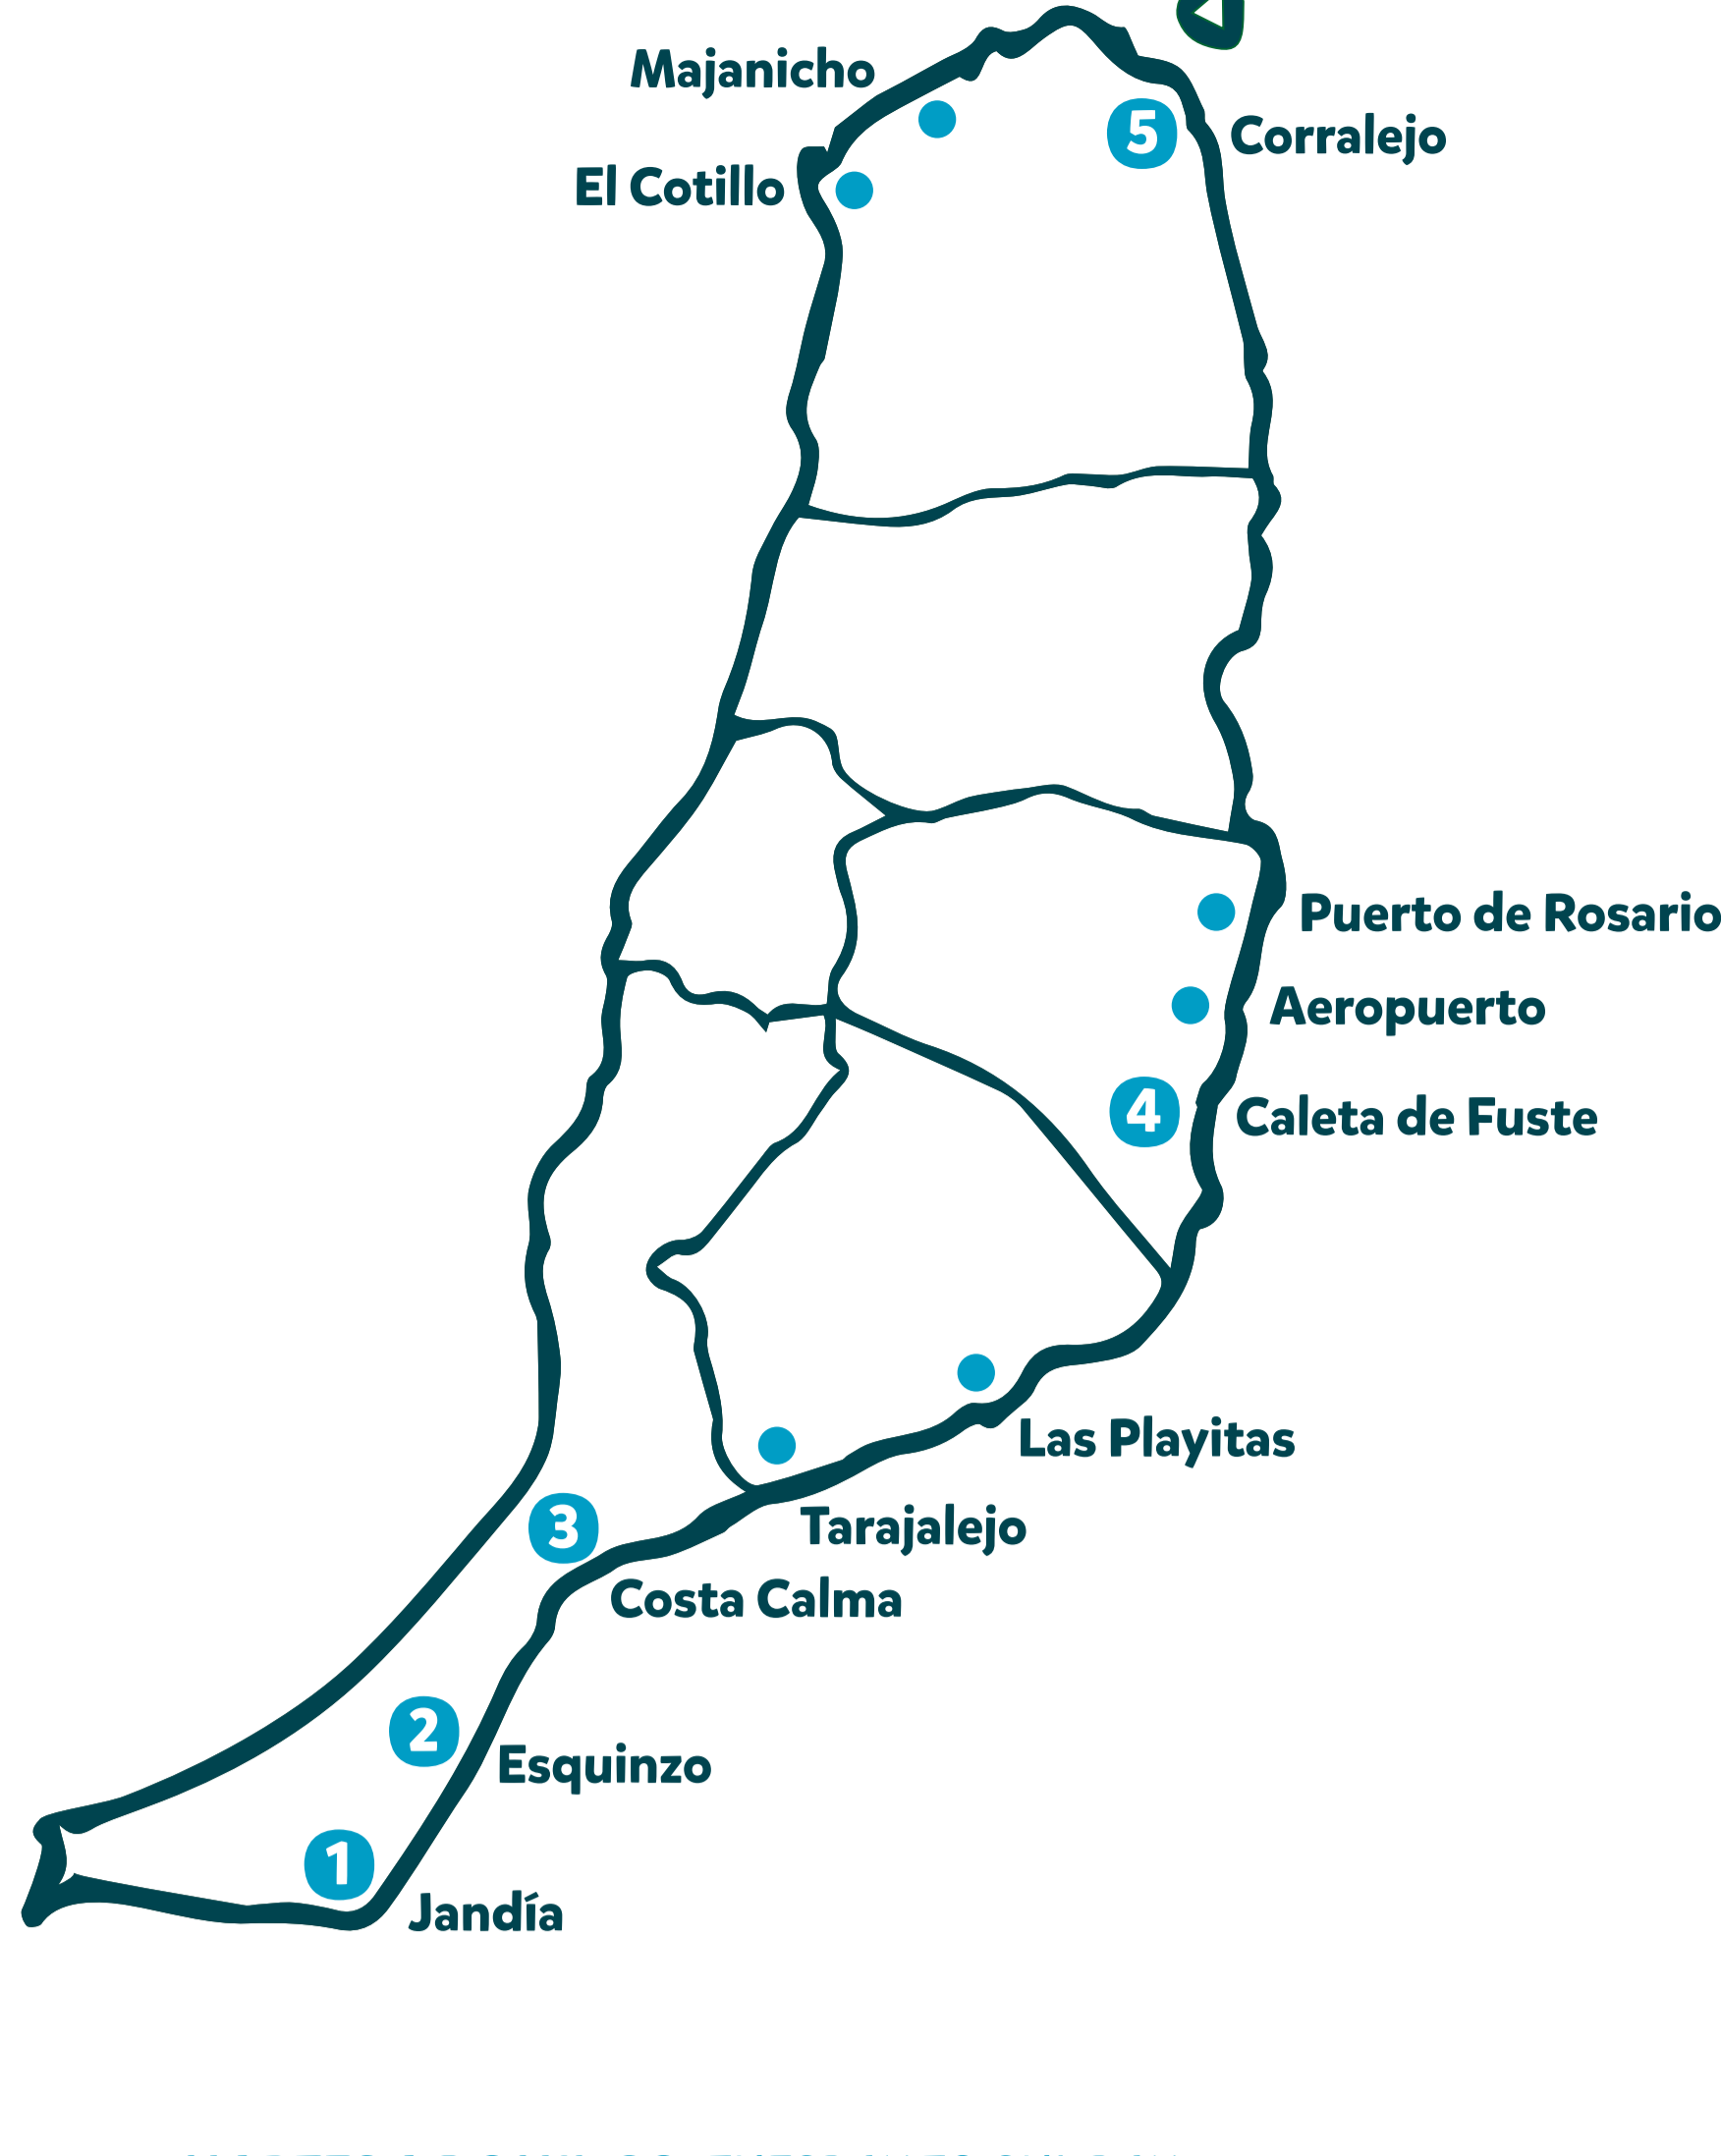 Majanicho
5
Corralejo
El Cotillo
Puerto de Rosario
Aeropuerto
4
Caleta de Fuste
Las Playitas
3
Tarajalejo
Costa Calma
2
Esquinzo
1
Jandía